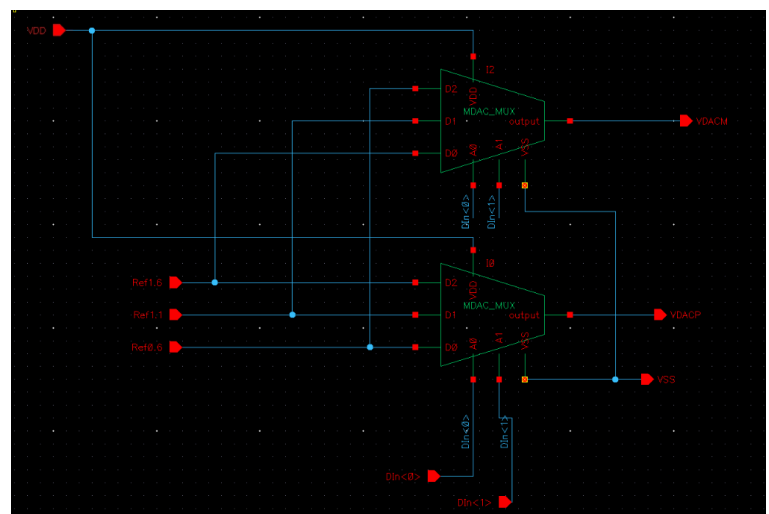 VDD
I2
D2
VDD
MDAC_MUX
D1
output
VDACM
D0
A0
A1
VSS
DIn<0>
DIn<1>
I0
Ref1.6
D2
VDD
MDAC_MUX
Ref1.1
D1
output
VDACP
Ref0.6
D0
A0
A1
VSS
VSS
DIn<0>
DIn<1>
DIn<0>
DIn<1>